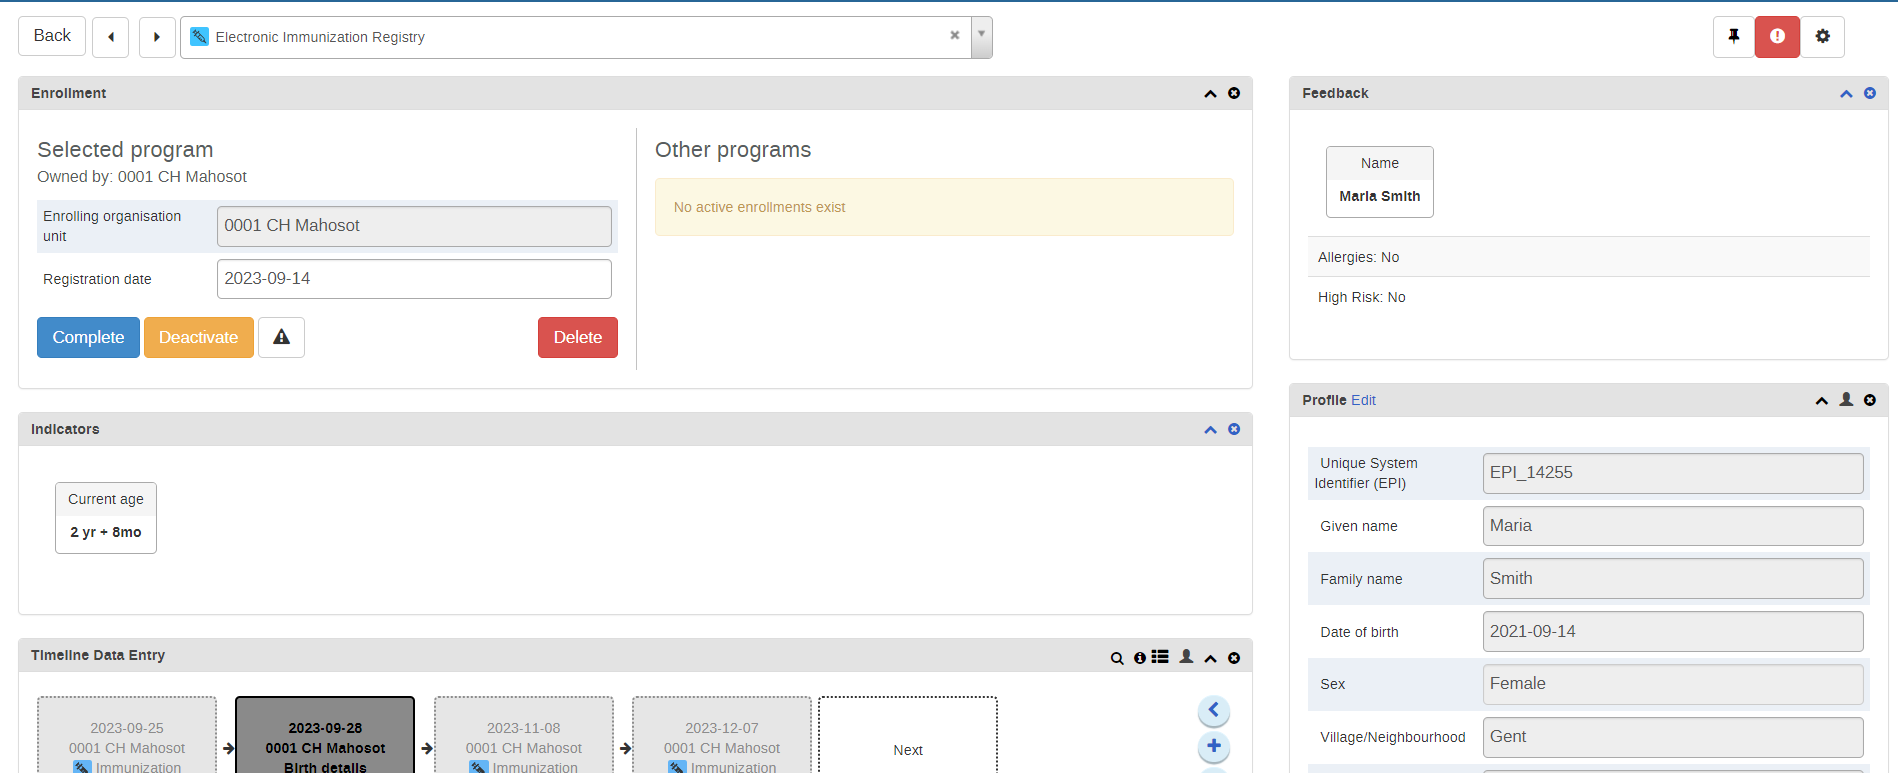 Back
Electronic Immunization Registry
Enrollment
Selected program
Owned by: 0001 CH Mahosot
Enrolling organisation
unit
0001 CH Mahosot
Registration date
2023-09-14
Complete
Deactivate
Delete
Other programs
No active enrollments exist
Indicators
Current age
2 yr + 8mo
Timeline Data Entry
2023-09-25
0001 CH Mahosot
Immunization
2023-09-28
0001 CH Mahosot
Birth details
2023-11-08
0001 CH Mahosot
Immunization
2023-12-07
0001 CH Mahosot
Immunization
Next
Feedback
Name
Maria Smith
Allergies: No
High Risk: No
Profile Edit
Unique System
Identifier (EPI)
EPI_14255
Given name
Maria
Family name
Smith
Date of birth
2021-09-14
Sex
Female
Village/Neighbourhood
Gent